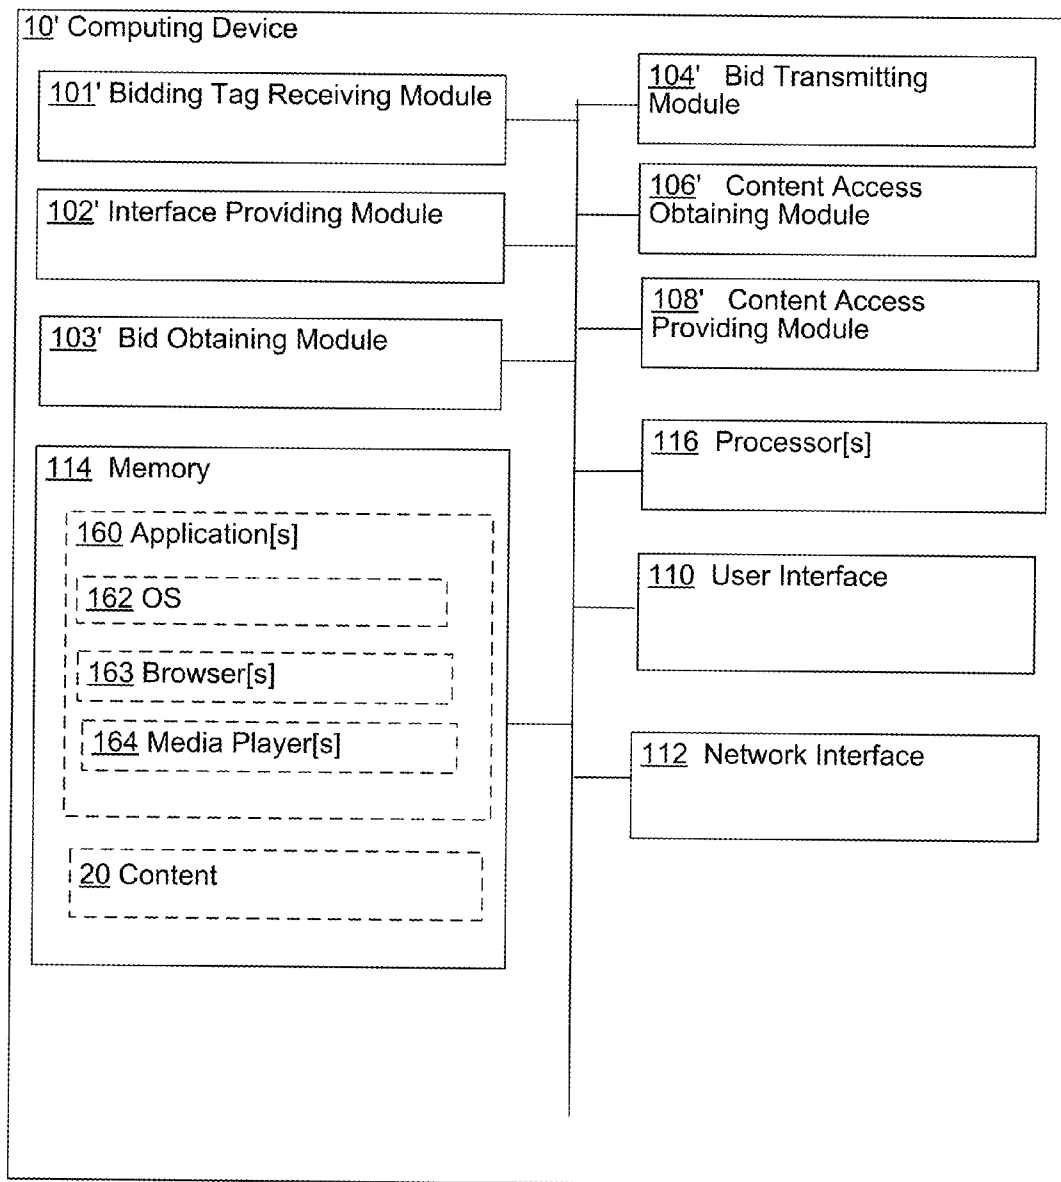 10' Computing Device
101' Bidding Tag Receiving Module
102' Interface Providing Module
103' Bid Obtaining Module
114 Memory
160 Application[s]
162 OS
163 Browser[s]
164 Media Player[s]
20 Content
104' Bid Transmitting
Module
106' Content Access
Obtaining Module
108' Content Access
Providing Module
116 Processor[s]
110 User Interface
112 Network Interface